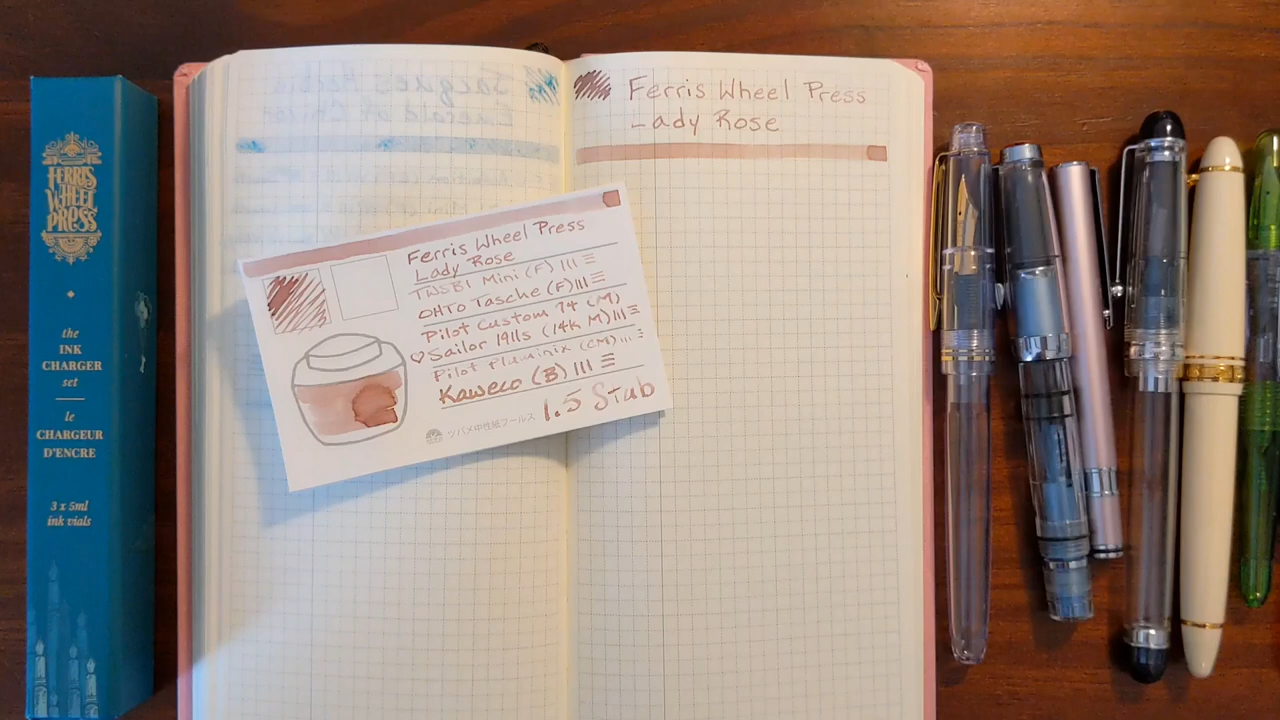 FERRIS
WHEEL
PRESS
the
INK
CHARGER
set
le
CHARGEUR
D'ENCRE
3 x 5ml
ink vials
Ferris Wheel Press
Lady Rose
Ferris Wheel Press
Lady Rose
TWSBI Mini (F)
OHTO Tasche (F)
Pilot Custom 74 (M)
♡ Sailor 1911s (14k M)
Pilot Pluminix (CM)
Kaweco (B)
1.5 Stub
ツバメ中性紙フールス